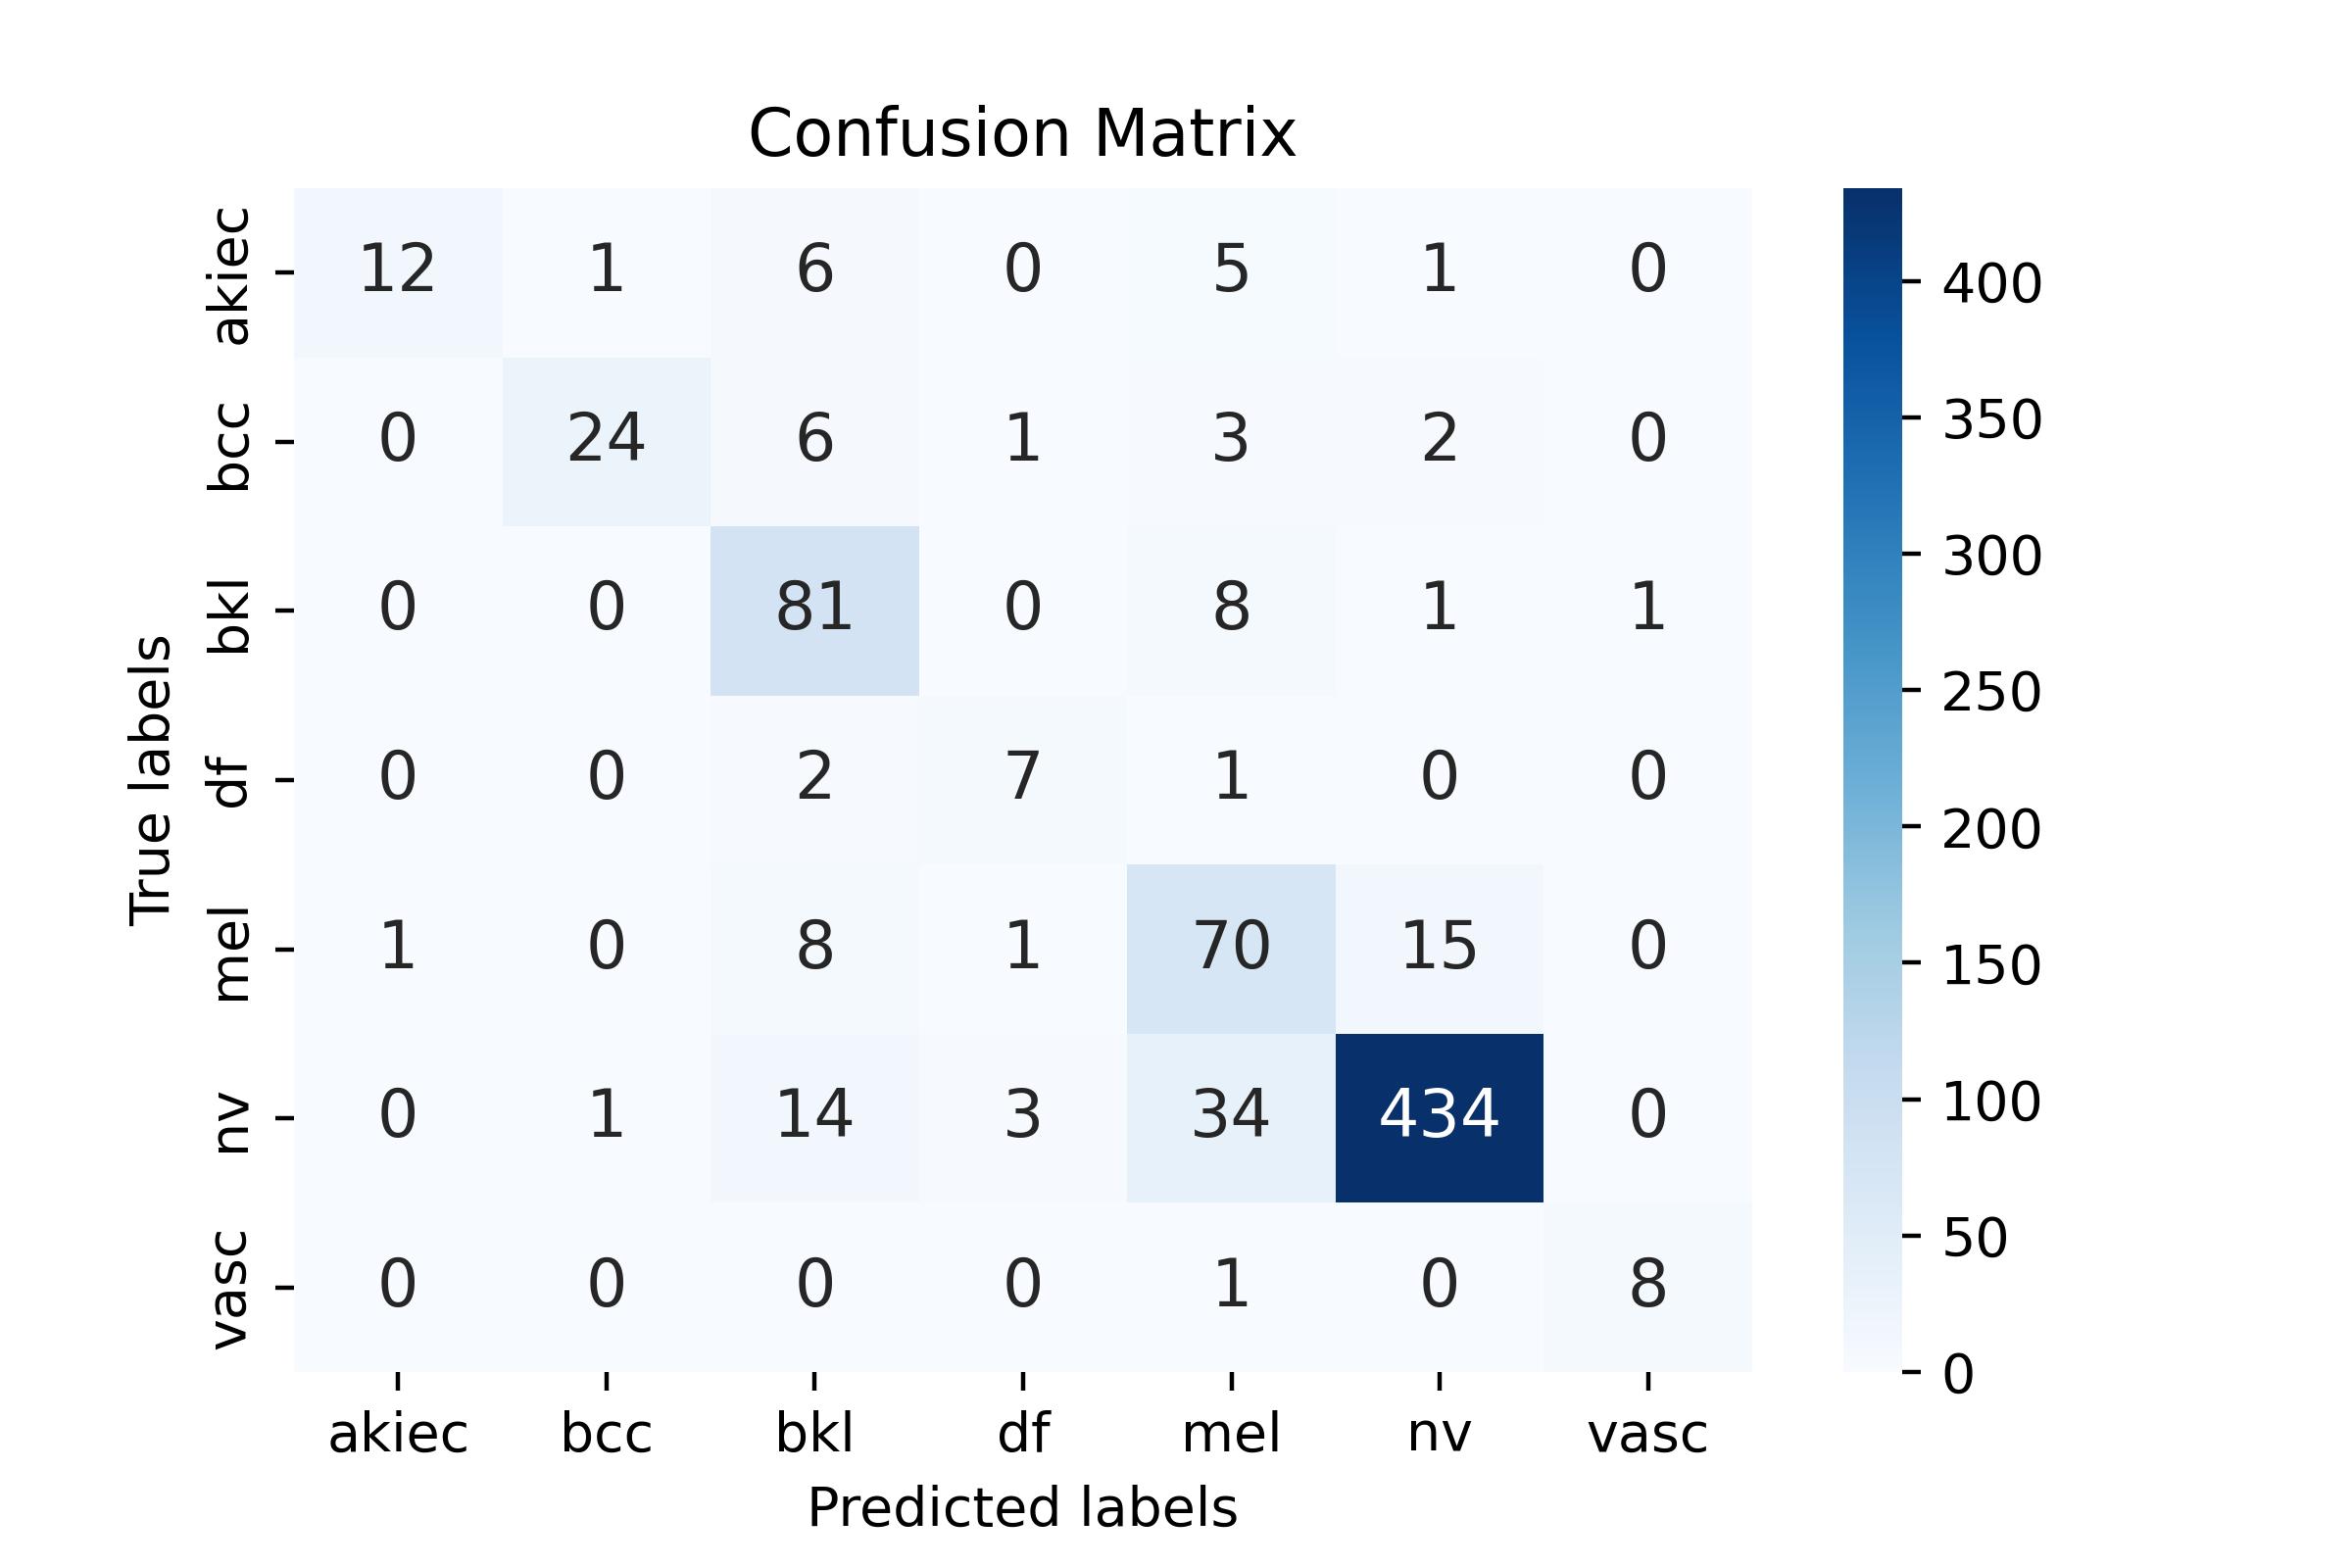 Confusion Matrix
True labels
akiec 12 1 6 0 5 1 0
bcc 0 24 6 1 3 2 0
bkl 0 0 81 0 8 1 1
df 0 0 2 7 1 0 0
mel 1 0 8 1 70 15 0
nv 0 1 14 3 34 434 0
vasc 0 0 0 0 1 0 8
akiec bcc bkl df mel nv vasc
Predicted labels
400
350
300
250
200
150
100
50
0